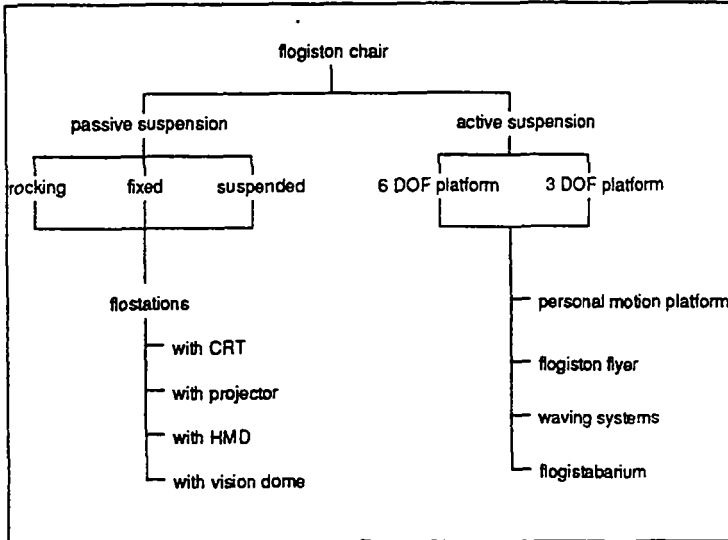 flogiston chair
passive suspension
active suspension
rocking fixed suspended
6 DOF platform 3 DOF platform
flostations
personal motion platform
with CRT
flogiston flyer
with projector
waving systems
with HMD
flogistabarium
with vision dome